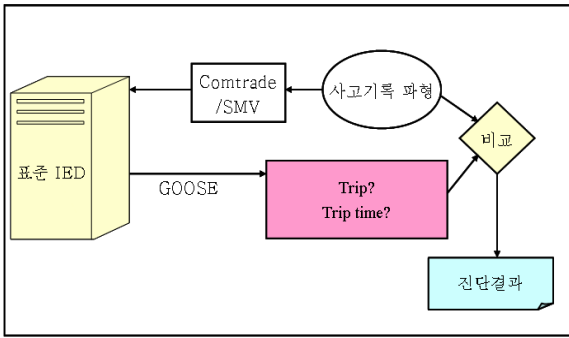 Comtrade
/SMV
사고기록 파형
표준 IED
비교
GOOSE
Trip?
Trip time?
진단결과